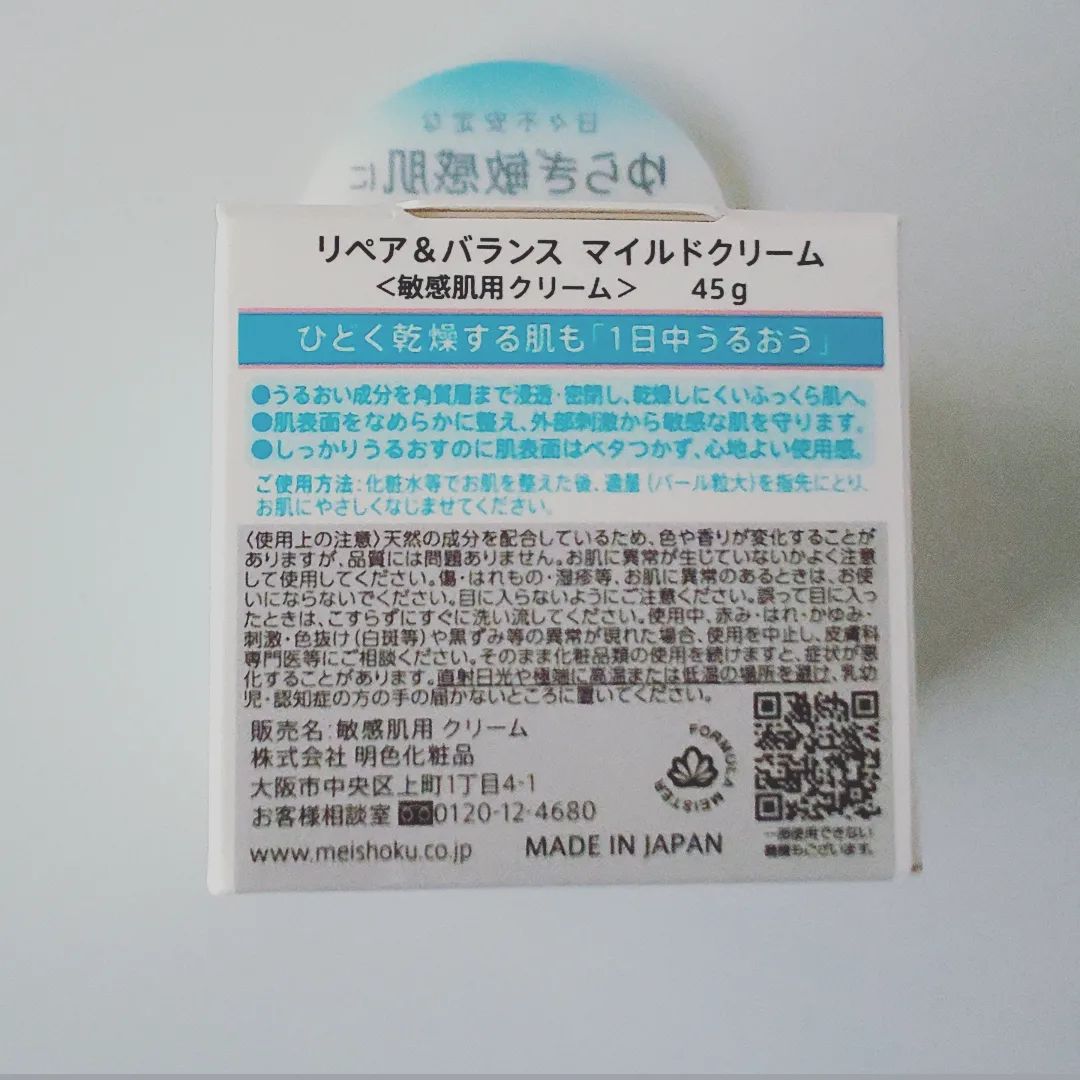 日々不安定な
ゆらぎ敏感肌に
リペア&バランス マイルドクリーム
<敏感肌用クリーム> 45g
ひどく乾燥する肌も「1日中うるおう」
●うるおい成分を角質層まで浸透・密閉し、乾燥しにくいふっくら肌へ。
●肌表面をなめらかに整え、外部刺激から敏感な肌を守ります。
●しっかりうるおすのに肌表面はベタつかず、心地よい使用感。
ご使用方法:化粧水等でお肌を整えた後、適量(パール粒大)を指先にとり、
お肌にやさしくなじませてください。
〈使用上の注意〉天然の成分を配合しているため、色や香りが変化することが
ありますが、品質には問題ありません。お肌に異常が生じていないかよく注意
して使用してください。傷・はれもの・湿疹等、お肌に異常のあるときは、お使
いにならないでください。目に入らないようにご注意ください。誤って目に入っ
たときは、こすらずにすぐに洗い流してください。使用中、赤み・はれ・かゆみ・
刺激・色抜け(白斑等)や黒ずみ等の異常が現れた場合、使用を中止し、皮膚科
専門医等にご相談ください。そのまま化粧品類の使用を続けますと、症状が悪
化することがあります。直射日光や極端に高温または低温の場所を避け、乳幼
児・認知症の方の手の届かないところに置いてください。
販売名:敏感肌用 クリーム
株式会社 明色化粧品
大阪市中央区上町1丁目4-1
お客様相談室 0120-12-4680
www.meishoku.co.jp MADE IN JAPAN
FORMULA MEISTER
一部使用できない
機種もございます。